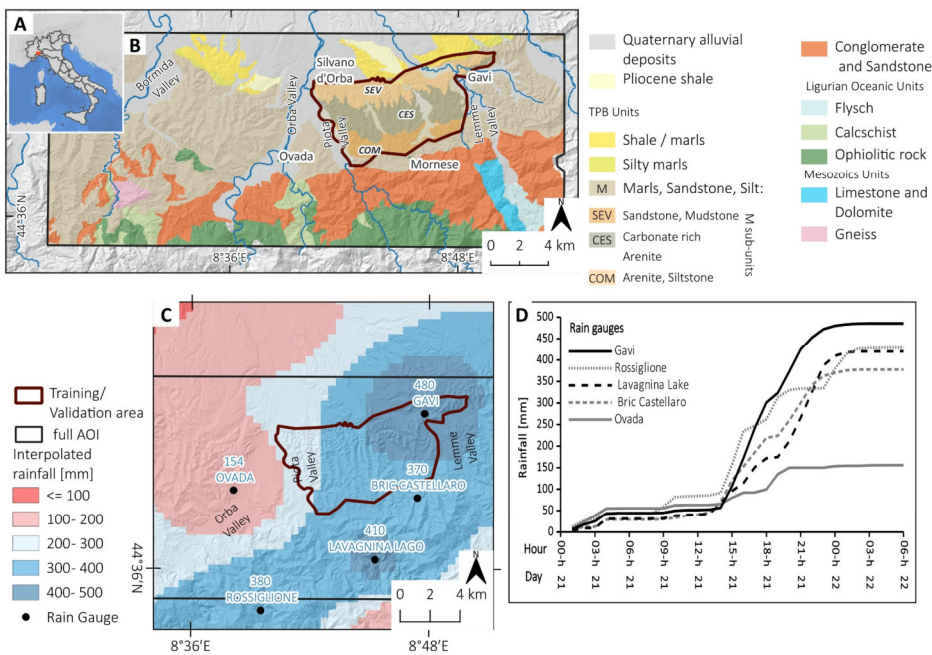 A
B
Bormida
Valley
Silvano
d'Orba
Orba Valley
Piota
Valley
SEV
CES
COM
Gavi
Lemme
Valley
Ovada
Mornese
44°36'N
8°36'E
8°48'E
N
0 2 4 km
Quaternary alluvial
deposits
Pliocene shale
TPB Units
Shale / marls
Silty marls
M Marls, Sandstone, Silt:
SEV Sandstone, Mudstone
CES Carbonate rich
Arenite
COM Arenite, Siltstone
M sub-units
Conglomerate
and Sandstone
Ligurian Oceanic Units
Flysch
Calcschist
Ophiolitic rock
Mesozoics Units
Limestone and
Dolomite
Gneiss
Training/
Validation area
full AOI
Interpolated
rainfall [mm]
<= 100
100- 200
200- 300
300- 400
400- 500
Rain Gauge
C
480
GAVI
154
OVADA
Orba
Valley
Piota
Valley
Lemme
Valley
370
BRIC CASTELLARO
410
LAVAGNINA LAGO
380
ROSSIGLIONE
N
0 2 4 km
44°36'N
8°36'E
8°48'E
D
Rain gauges
Gavi
Rossiglione
Lavagnina Lake
Bric Castellaro
Ovada
Rainfall [mm]
500
450
400
350
300
250
200
150
100
50
0
Hour
00-h 03-h 06-h 09-h 12-h 15-h 18-h 21-h 00-h 03-h 06-h
Day
21 21 21 21 21 21 21 21 22 22 22